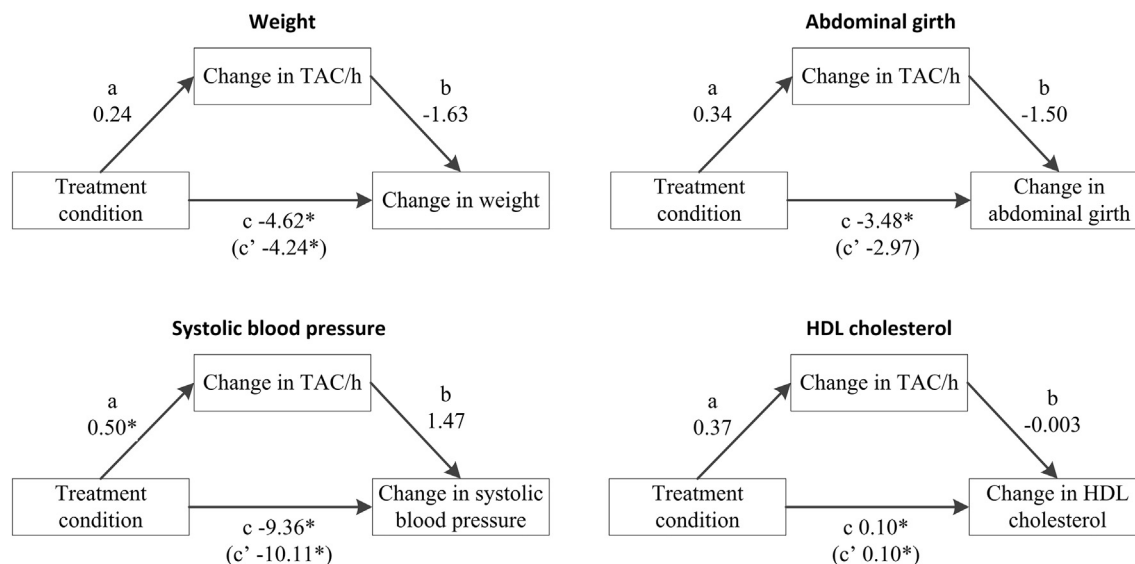 Weight
Change in TAC/h
a
0.24
b
-1.63
Treatment
condition
Change in weight
c -4.62*
(c’ -4.24*)
Abdominal girth
Change in TAC/h
a
0.34
b
-1.50
Treatment
condition
Change in
abdominal girth
c -3.48*
(c’ -2.97)
Systolic blood pressure
Change in TAC/h
a
0.50*
b
1.47
Treatment
condition
Change in systolic
blood pressure
c -9.36*
(c’ -10.11*)
HDL cholesterol
Change in TAC/h
a
0.37
b
-0.003
Treatment
condition
Change in HDL
cholesterol
c 0.10*
(c’ 0.10*)